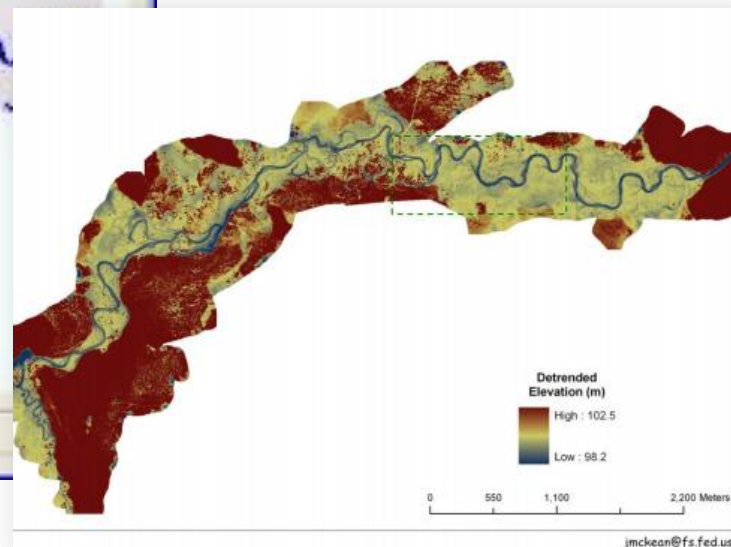 Detrended
Elevation (m)
High : 102.5
Low : 98.2
0 550 1,100 2,200 Meters
jmckean@fs.fed.us